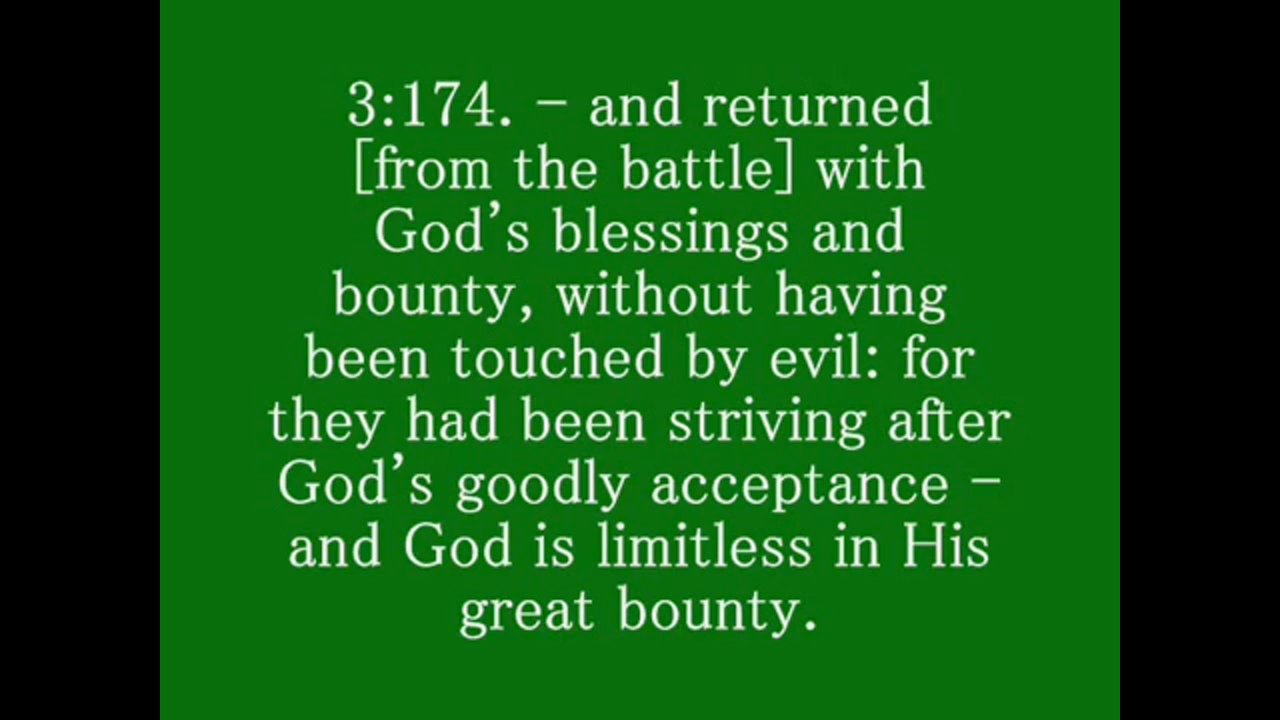 3:174. – and returned
[from the battle] with
God’s blessings and
bounty, without having
been touched by evil: for
they had been striving after
God’s goodly acceptance –
and God is limitless in His
great bounty.